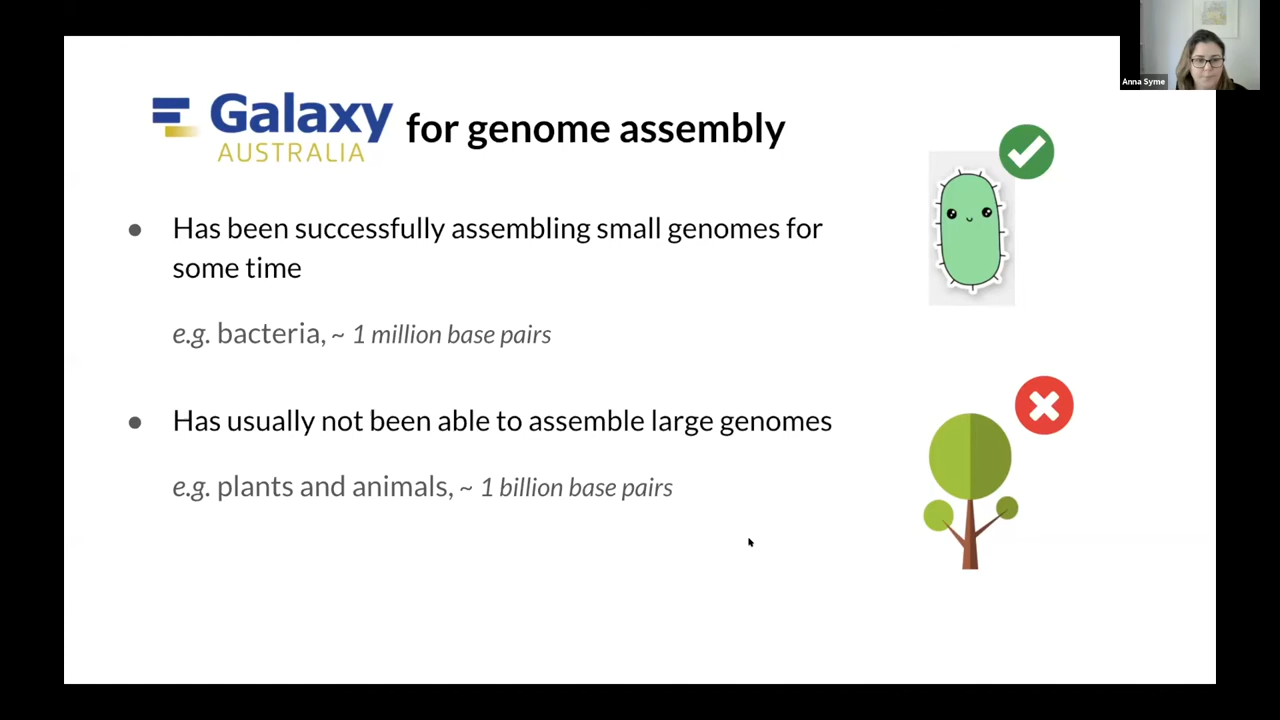 Anna Syme
Galaxy
AUSTRALIA
for genome assembly
● Has been successfully assembling small genomes for
some time
e.g. bacteria, ~ 1 million base pairs
● Has usually not been able to assemble large genomes
e.g. plants and animals, ~ 1 billion base pairs